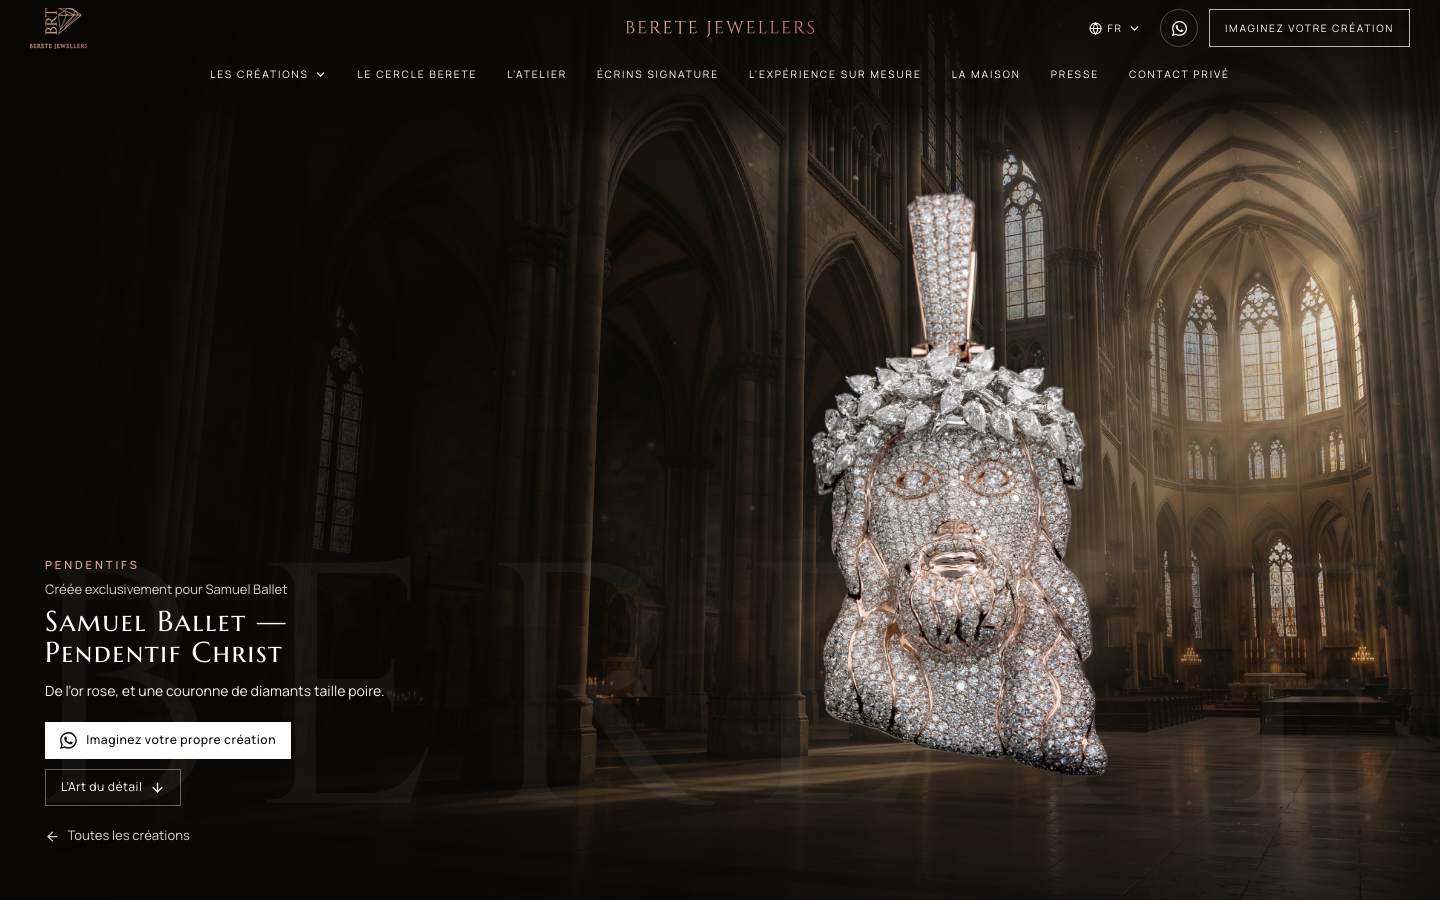 BRT
BERETE JEWELLERS
BERETE JEWELLERS
FR
IMAGINEZ VOTRE CRÉATION
LES CRÉATIONS
LE CERCLE BERETE
L'ATELIER
ÉCRINS SIGNATURE
L'EXPÉRIENCE SUR MESURE
LA MAISON
PRESSE
CONTACT PRIVÉ
PENDENTIFS
Créée exclusivement pour Samuel Ballet
Samuel Ballet —
Pendentif Christ
De l'or rose, et une couronne de diamants taille poire.
Imaginez votre propre création
L'Art du détail
Toutes les créations